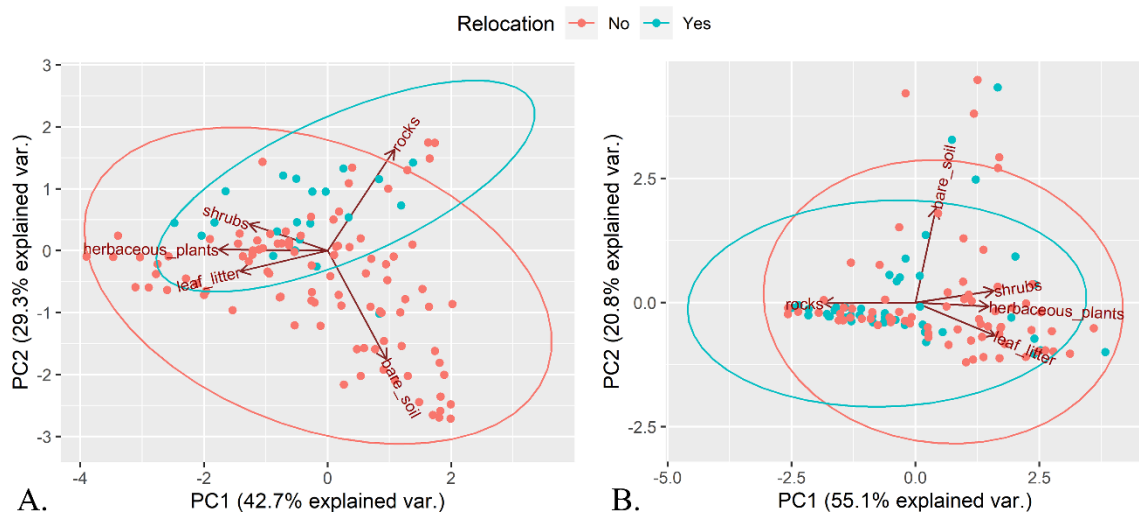 Relocation No Yes
3
2
1
0
-1
-2
-3
PC2 (29.3% explained var.)
rocks
shrubs
herbaceous_plants
leaf_litter
bare_soil
-4
-2
0
2
PC1 (42.7% explained var.)
A.
2.5
0.0
-2.5
PC2 (20.8% explained var.)
bare_soil
rocks
shrubs
herbaceous_plants
leaf_litter
-5.0
-2.5
0.0
2.5
PC1 (55.1% explained var.)
B.